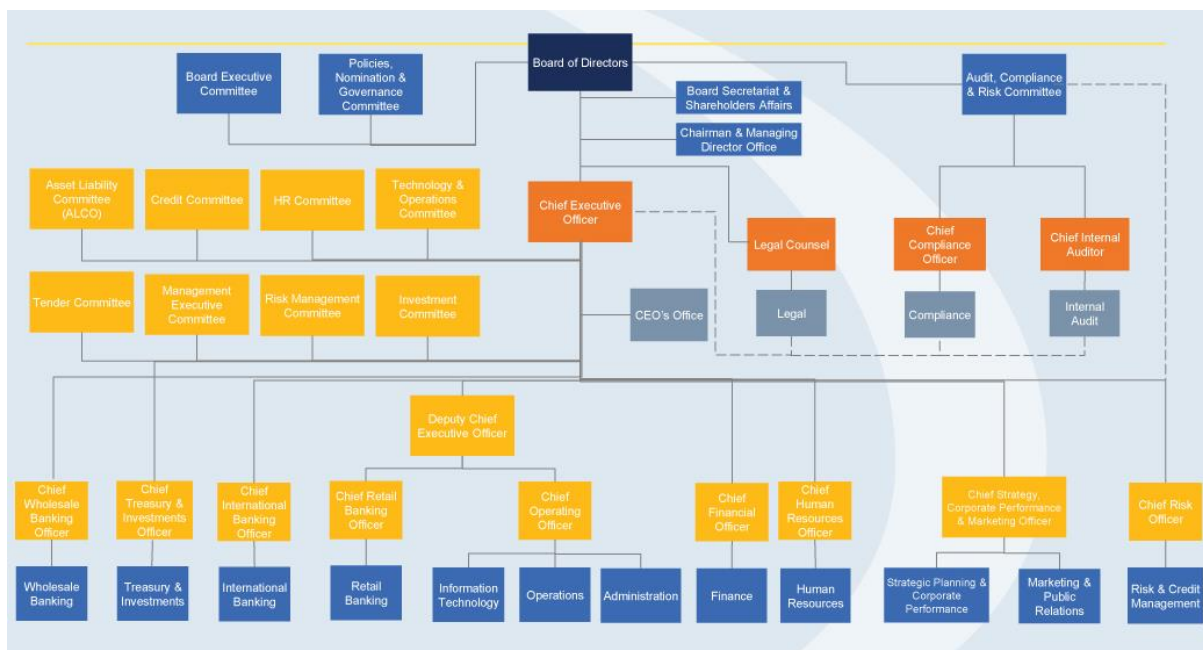 Board of Directors
Board Executive
Committee
Policies,
Nomination &
Governance
Committee
Audit, Compliance
& Risk Committee
Board Secretariat &
Shareholders Affairs
Chairman & Managing
Director Office
Asset Liability
Committee
(ALCO)
Credit Committee
HR Committee
Technology &
Operations
Committee
Chief Executive
Officer
Legal Counsel
Chief
Compliance
Officer
Chief Internal
Auditor
Tender Committee
Management
Executive
Committee
Risk Management
Committee
Investment
Committee
CEO's Office
Legal
Compliance
Internal
Audit
Deputy Chief
Executive Officer
Chief
Wholesale
Banking
Officer
Chief
Treasury &
Investments
Officer
Chief
International
Banking
Officer
Chief Retail
Banking
Officer
Chief
Operating
Officer
Chief
Financial
Officer
Chief
Human
Resources
Officer
Chief Strategy,
Corporate Performance
& Marketing Officer
Chief Risk
Officer
Wholesale
Banking
Treasury &
Investments
International
Banking
Retail
Banking
Information
Technology
Operations
Administration
Finance
Human
Resources
Strategic Planning &
Corporate
Performance
Marketing &
Public
Relations
Risk & Credit
Management